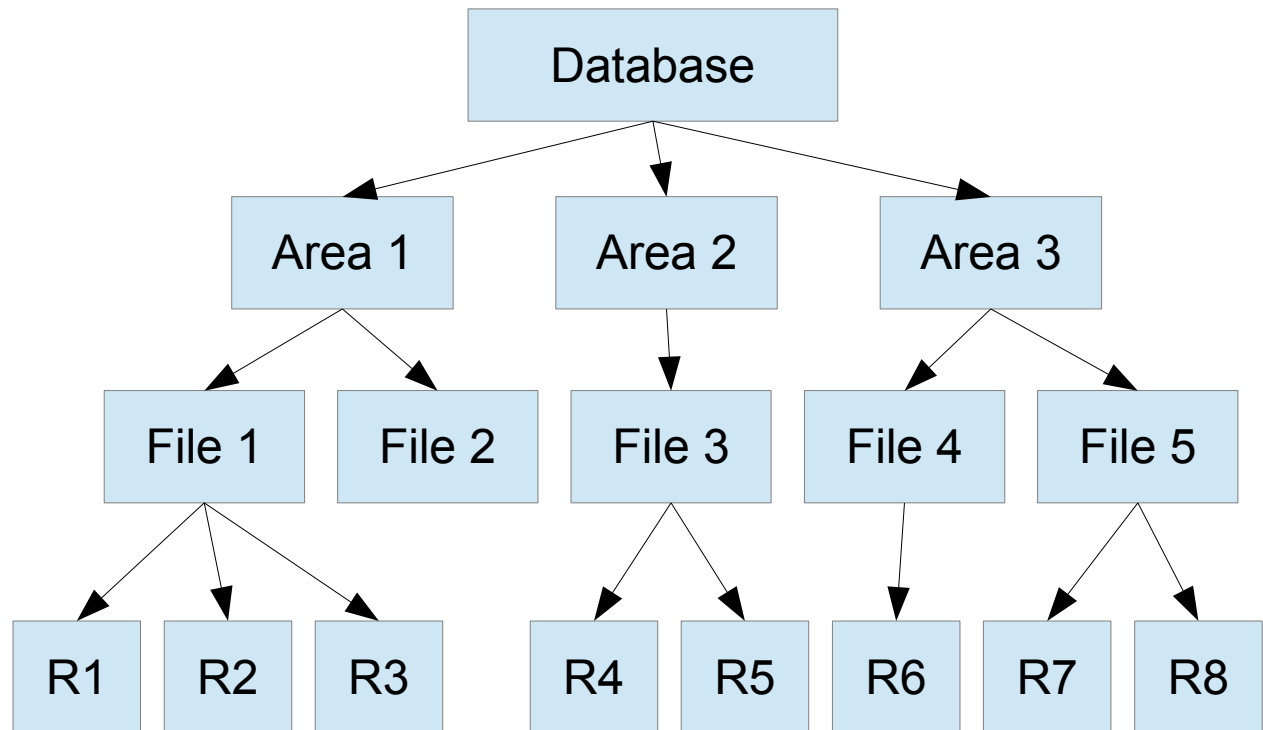 Database
Area 1
Area 2
Area 3
File 1
File 2
File 3
File 4
File 5
R1
R2
R3
R4
R5
R6
R7
R8